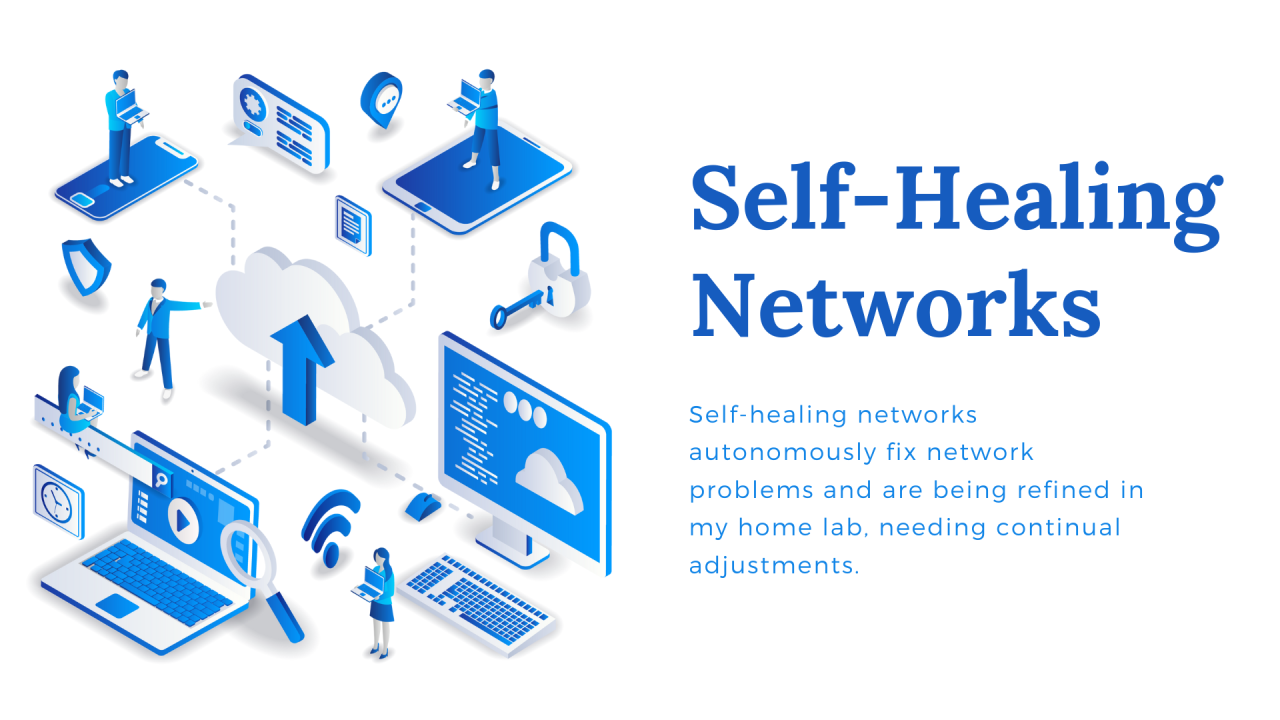 Self-Healing
Networks
Self-healing networks
autonomously fix network
problems and are being refined in
my home lab, needing continual
adjustments.